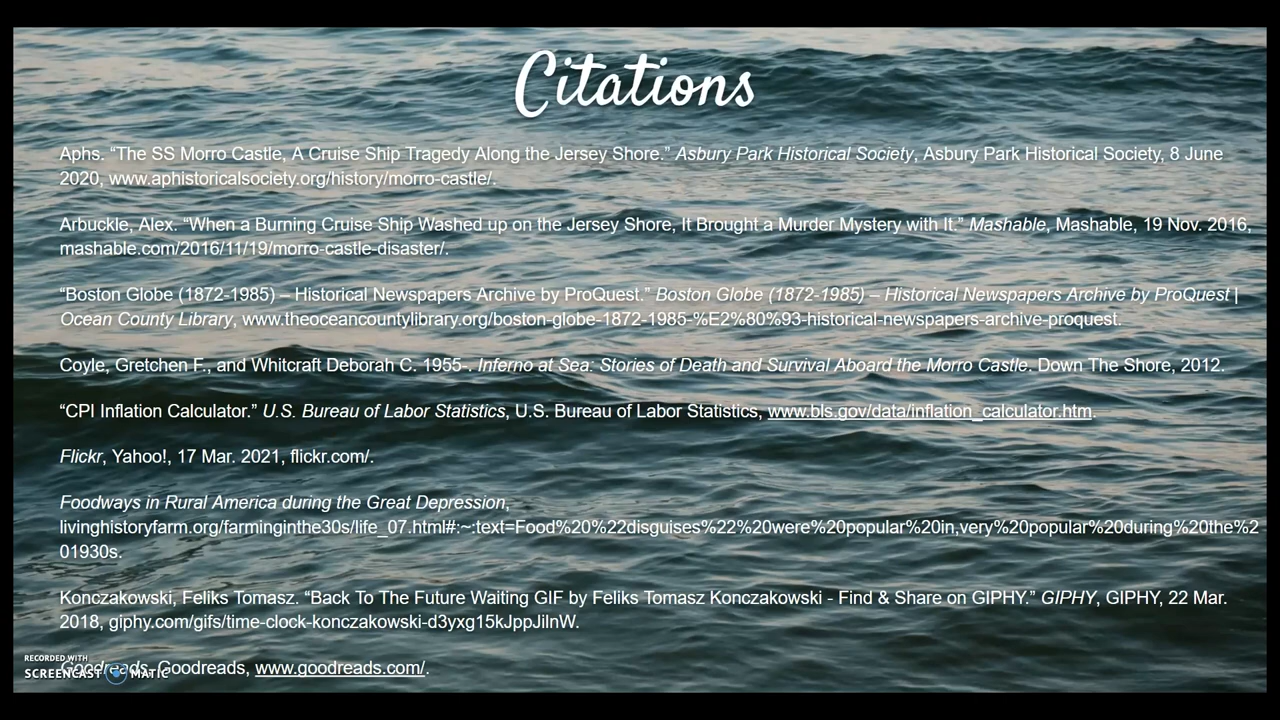 Citations
Aphs. “The SS Morro Castle, A Cruise Ship Tragedy Along the Jersey Shore.” Asbury Park Historical Society, Asbury Park Historical Society, 8 June
2020, www.aphistoricalsociety.org/history/morro-castle/.
Arbuckle, Alex. “When a Burning Cruise Ship Washed up on the Jersey Shore, It Brought a Murder Mystery with It.” Mashable, Mashable, 19 Nov. 2016,
mashable.com/2016/11/19/morro-castle-disaster/.
“Boston Globe (1872-1985) – Historical Newspapers Archive by ProQuest.” Boston Globe (1872-1985) – Historical Newspapers Archive by ProQuest |
Ocean County Library, www.theoceancountylibrary.org/boston-globe-1872-1985-%E2%80%93-historical-newspapers-archive-proquest.
Coyle, Gretchen F., and Whitcraft Deborah C. 1955-. Inferno at Sea: Stories of Death and Survival Aboard the Morro Castle. Down The Shore, 2012.
“CPI Inflation Calculator.” U.S. Bureau of Labor Statistics, U.S. Bureau of Labor Statistics, www.bls.gov/data/inflation_calculator.htm.
Flickr, Yahoo!, 17 Mar. 2021, flickr.com/.
Foodways in Rural America during the Great Depression,
livinghistoryfarm.org/farminginthe30s/life_07.html#:~:text=Food%20%22disguises%22%20were%20popular%20in,very%20popular%20during%20the%2
01930s.
Konczakowski, Feliks Tomasz. “Back To The Future Waiting GIF by Feliks Tomasz Konczakowski - Find & Share on GIPHY.” GIPHY, GIPHY, 22 Mar.
2018, giphy.com/gifs/time-clock-konczakowski-d3yxg15kJppJilnW.
Goodreads, Goodreads, www.goodreads.com/.
RECORDED WITH
SCREENCAST MATIC